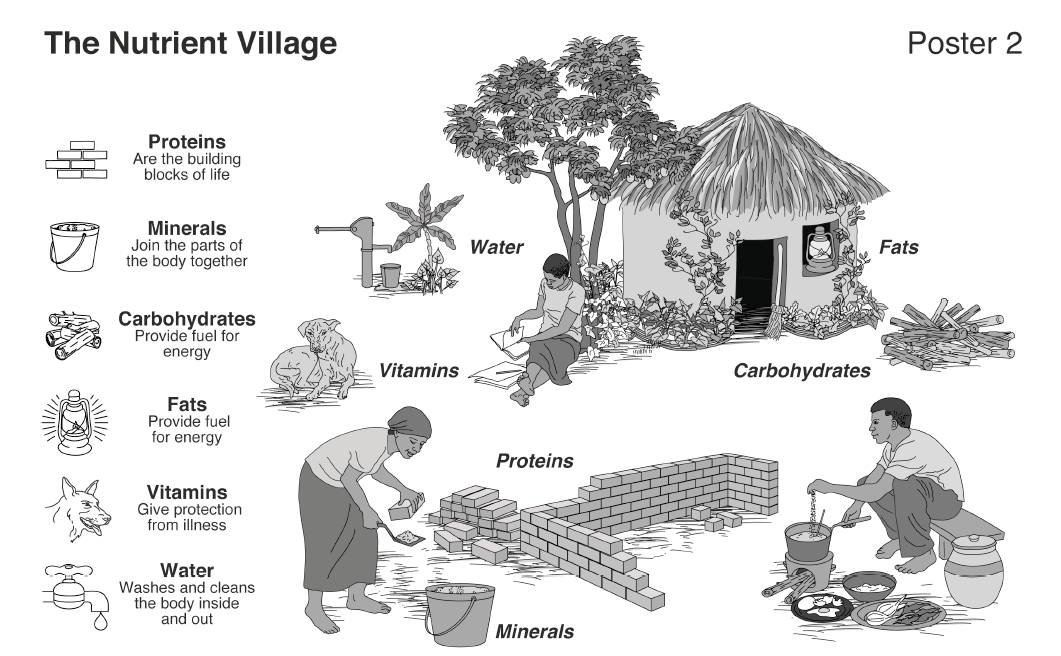 The Nutrient Village
Poster 2
Proteins
Are the building
blocks of life
Minerals
Join the parts of
the body together
Carbohydrates
Provide fuel for
energy
Fats
Provide fuel
for energy
Vitamins
Give protection
from illness
Water
Washes and cleans
the body inside
and out
Water
Fats
Vitamins
Carbohydrates
Proteins
Minerals